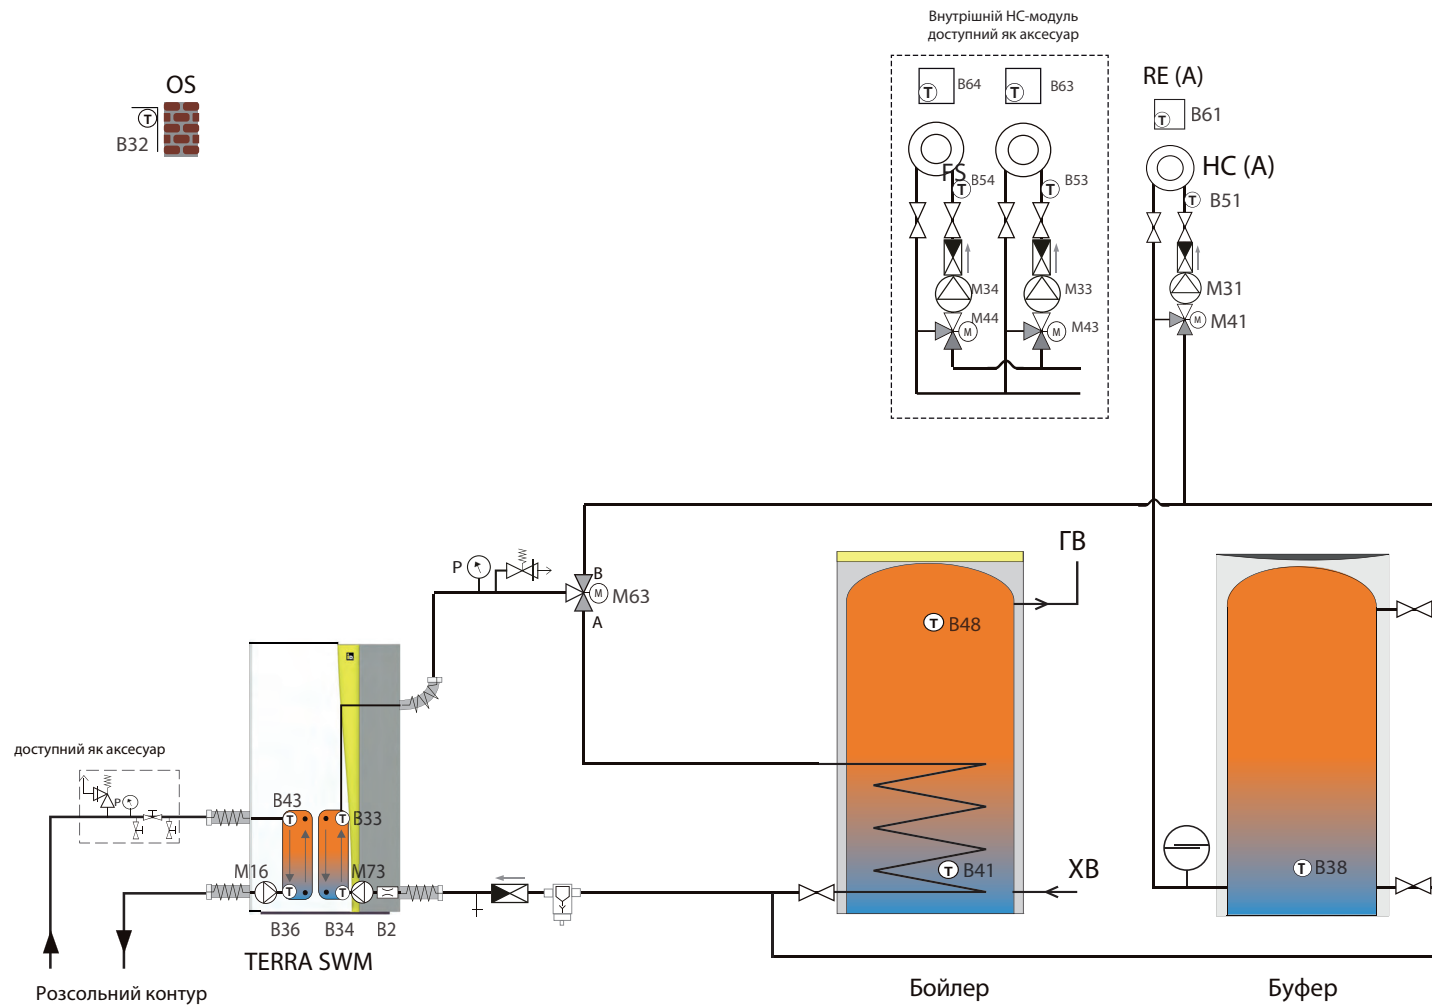 Внутрішній НС-модуль
доступний як аксесуар
B64
B63
RE (A)
B61
OS
T
B32
T
T
T
HC (A)
FS
B54
T
B53
T
B51
T
M34
M33
M31
M44
M
M43
M
M41
M
ГВ
P
B
M
M63
A
T
B48
доступний як аксесуар
P
B43
T
T
B33
M16
T
T
M73
T
B41
ХВ
T
B38
B36
B34
B2
TERRA SWM
Розсольний контур
Бойлер
Буфер